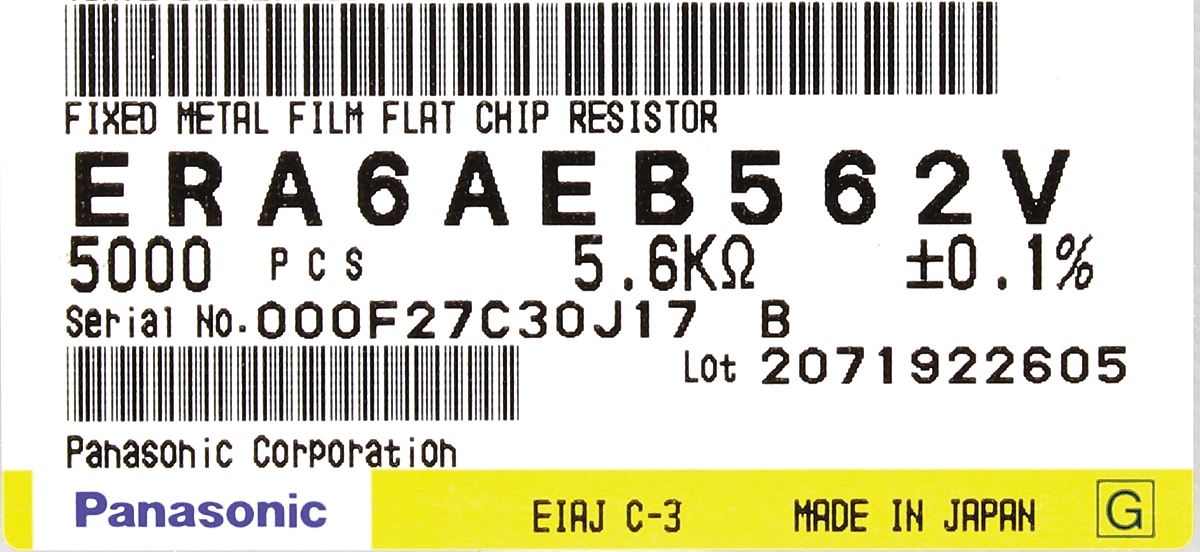 FIXED METAL FILM FLAT CHIP RESISTOR
ERA6AEB562V
5000 PCS 5.6KΩ ±0.1%
Serial No.000F27C30J17 B
Lot 2071922605
Panasonic Corporation
Panasonic EIAJ C-3 MADE IN JAPAN G